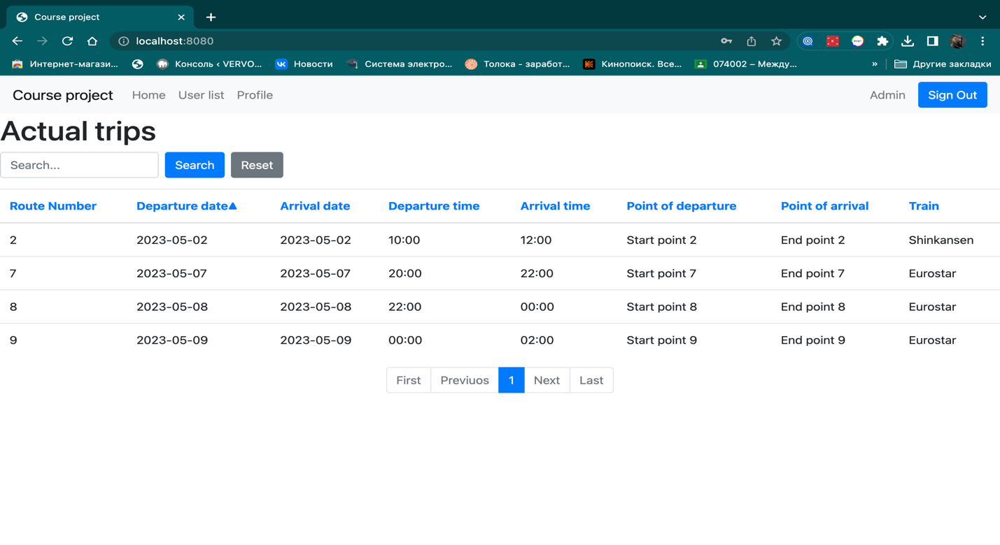 Course project
localhost:8080
Интернет-магази... Консоль ‹ VERVO... Новости Система электро... Толока - заработ... Кинопоиск. Все... 074002 – Между... » Другие закладки
Course project Home User list Profile Admin Sign Out
Actual trips
Search... Search Reset
Route Number Departure date▲ Arrival date Departure time Arrival time Point of departure Point of arrival Train
2 2023-05-02 2023-05-02 10:00 12:00 Start point 2 End point 2 Shinkansen
7 2023-05-07 2023-05-07 20:00 22:00 Start point 7 End point 7 Eurostar
8 2023-05-08 2023-05-08 22:00 00:00 Start point 8 End point 8 Eurostar
9 2023-05-09 2023-05-09 00:00 02:00 Start point 9 End point 9 Eurostar
First Previuos 1 Next Last